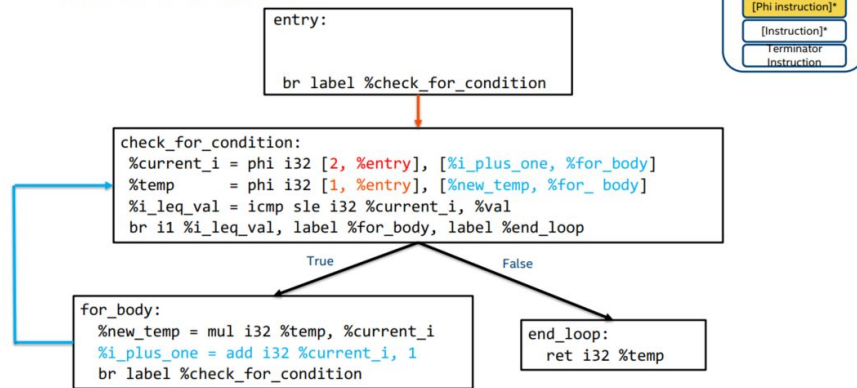 [Phi instruction]*
[Instruction]*
Terminator
Instruction
entry:
br label %check_for_condition
check_for_condition:
%current_i = phi i32 [2, %entry], [%i_plus_one, %for_body]
%temp = phi i32 [1, %entry], [%new_temp, %for_ body]
%i_leq_val = icmp sle i32 %current_i, %val
br i1 %i_leq_val, label %for_body, label %end_loop
True
False
for_body:
%new_temp = mul i32 %temp, %current_i
%i_plus_one = add i32 %current_i, 1
br label %check_for_condition
end_loop:
ret i32 %temp